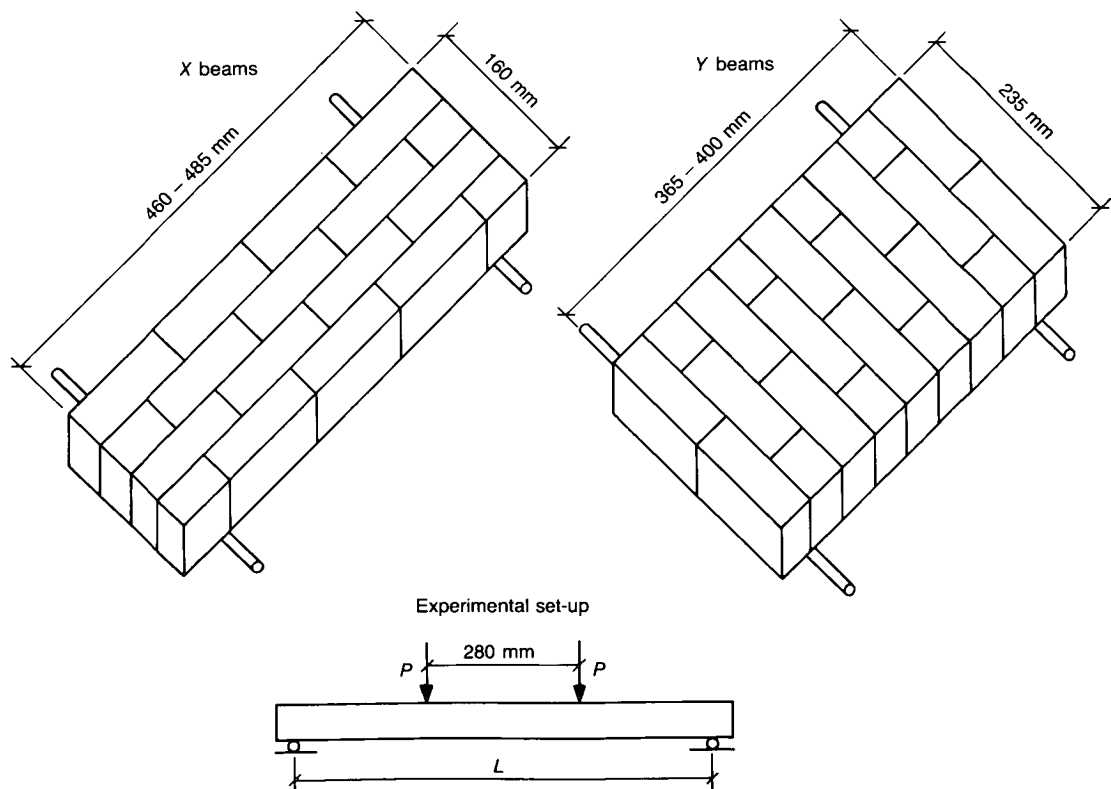 X beams
460 – 485 mm
160 mm
Y beams
365 – 400 mm
235 mm
Experimental set-up
P
280 mm
P
L